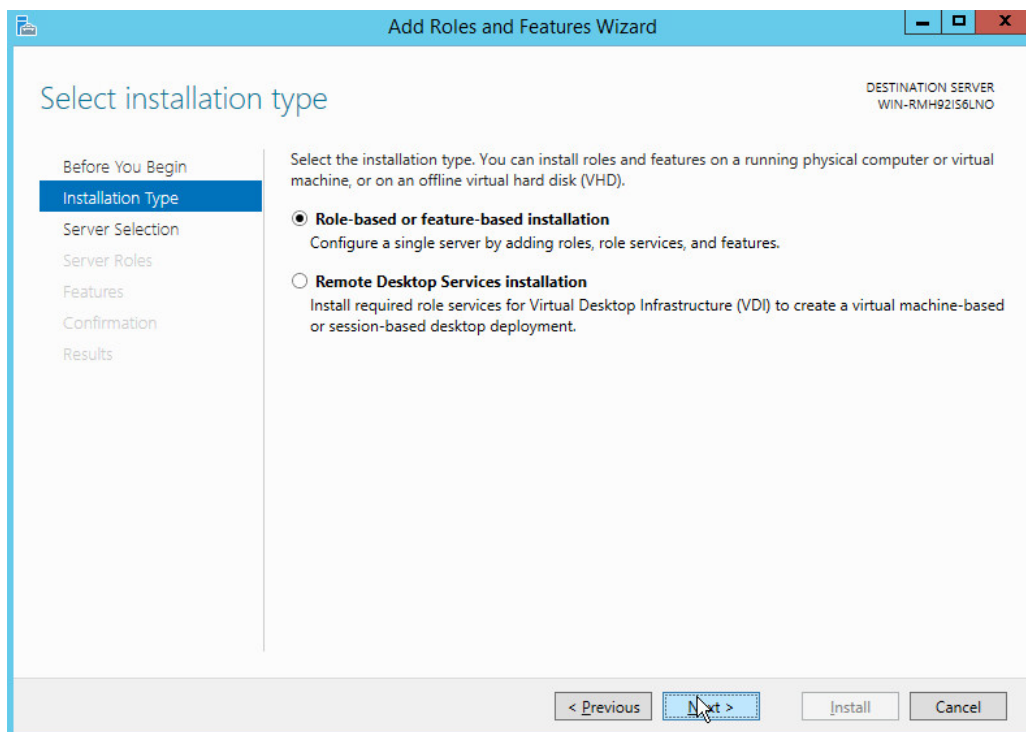 Add Roles and Features Wizard
Select installation type
DESTINATION SERVER
WIN-RMH92IS6LNO
Before You Begin
Installation Type
Server Selection
Server Roles
Features
Confirmation
Results
Select the installation type. You can install roles and features on a running physical computer or virtual
machine, or on an offline virtual hard disk (VHD).
Role-based or feature-based installation
Configure a single server by adding roles, role services, and features.
Remote Desktop Services installation
Install required role services for Virtual Desktop Infrastructure (VDI) to create a virtual machine-based
or session-based desktop deployment.
< Previous
Next >
Install
Cancel